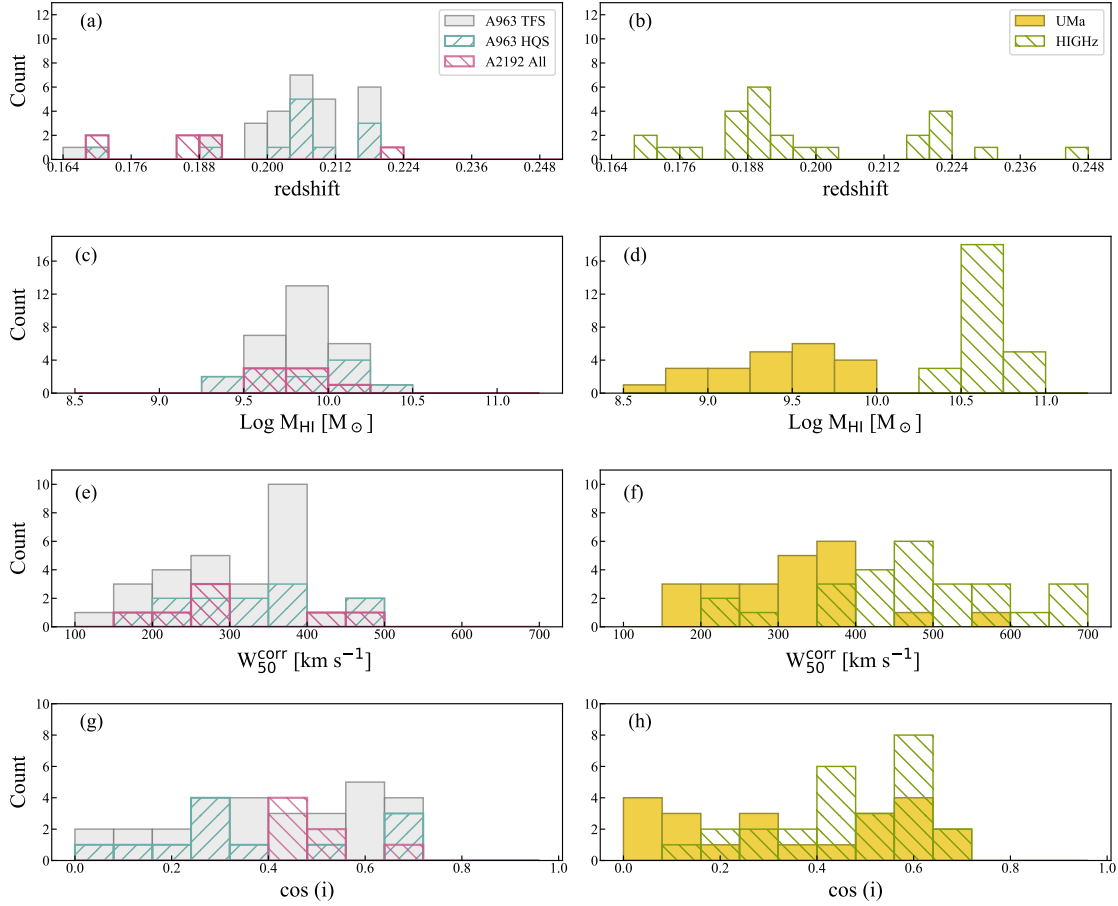 (a)
A963 TFS
A963 HQS
A2192 All
12
10
8
6
4
2
0
Count
0.164 0.176 0.188 0.200 0.212 0.224 0.236 0.248
redshift
(b)
UMa
HIGHz
12
10
8
6
4
2
0
0.164 0.176 0.188 0.200 0.212 0.224 0.236 0.248
redshift
(c)
16
12
8
4
0
Count
8.5 9.0 9.5 10.0 10.5 11.0
Log M_HI [M_⊙]
(d)
16
12
8
4
0
8.5 9.0 9.5 10.0 10.5 11.0
Log M_HI [M_⊙]
(e)
10
8
6
4
2
0
Count
100 200 300 400 500 600 700
W_50^corr [km s⁻¹]
(f)
10
8
6
4
2
0
100 200 300 400 500 600 700
W_50^corr [km s⁻¹]
(g)
10
8
6
4
2
0
Count
0.0 0.2 0.4 0.6 0.8 1.0
cos (i)
(h)
10
8
6
4
2
0
0.0 0.2 0.4 0.6 0.8 1.0
cos (i)